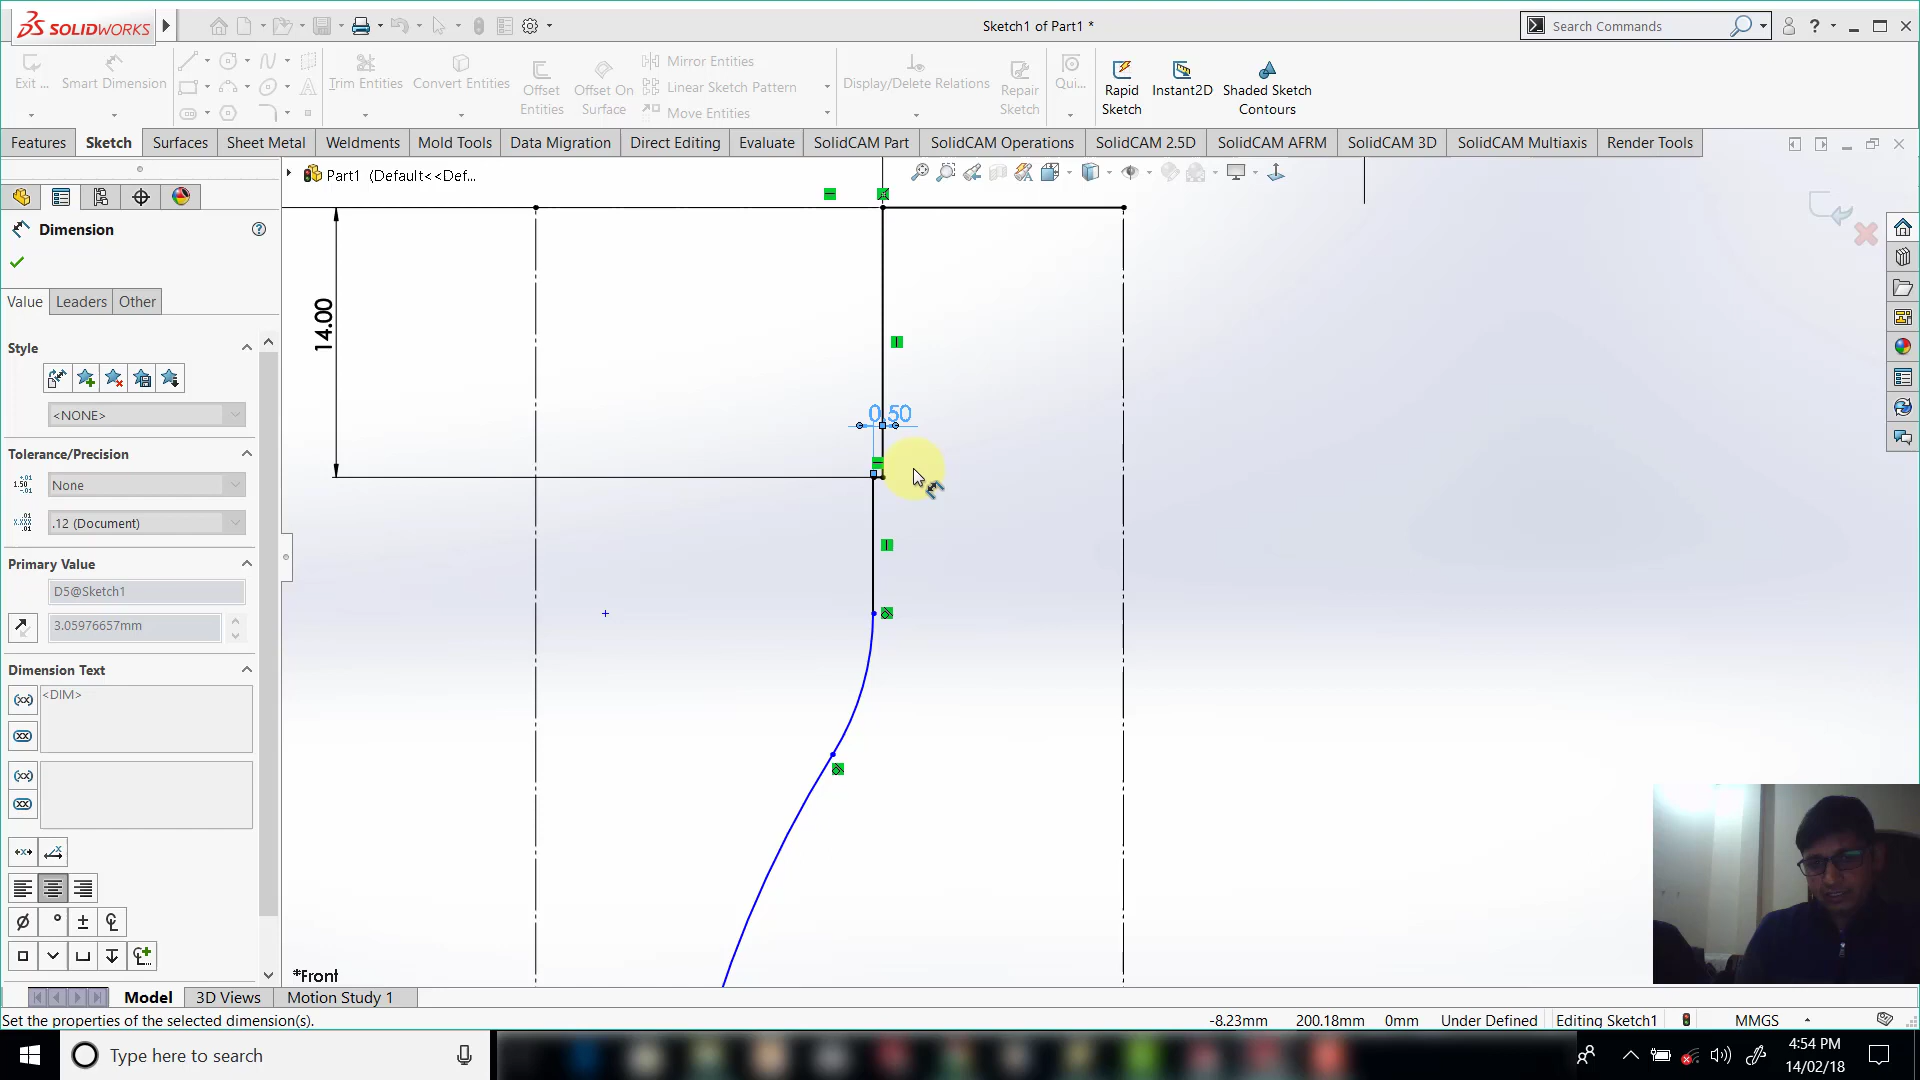 SOLIDWORKS
Sketch1 of Part1 *
Search Commands
?
Exit ...
Smart Dimension
Trim Entities
Convert Entities
Offset Entities
Offset On Surface
Mirror Entities
Linear Sketch Pattern
Move Entities
Display/Delete Relations
Repair Sketch
Qui...
Rapid Sketch
Instant2D
Shaded Sketch Contours
Features
Sketch
Surfaces
Sheet Metal
Weldments
Mold Tools
Data Migration
Direct Editing
Evaluate
SolidCAM Part
SolidCAM Operations
SolidCAM 2.5D
SolidCAM AFRM
SolidCAM 3D
SolidCAM Multiaxis
Render Tools
Part1 (Default<<Def...
Dimension
Value
Leaders
Other
Style
<NONE>
Tolerance/Precision
None
.12 (Document)
Primary Value
D5@Sketch1
3.05976657mm
Dimension Text
<DIM>
14.00
0.50
*Front
Model
3D Views
Motion Study 1
Set the properties of the selected dimension(s).
-8.23mm
200.18mm
0mm
Under Defined
Editing Sketch1
MMGS
Type here to search
4:54 PM
14/02/18